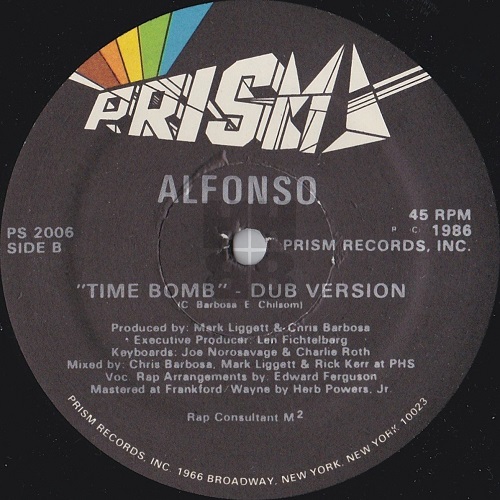 PRISM
ALFONSO
PS 2006
SIDE B
45 RPM
P C 1986
PRISM RECORDS, INC.
"TIME BOMB" - DUB VERSION
(C. Barbosa E. Chilsom)
Produced by: Mark Liggett & Chris Barbosa
Executive Producer: Len Fichtelberg
Keyboards: Joe Norosavage & Charlie Roth
Mixed by: Chris Barbosa, Mark Liggett & Rick Kerr at PHS
Voc. Rap Arrangements by: Edward Ferguson
Mastered at Frankford/Wayne by Herb Powers, Jr.
Rap Consultant M²
PRISM RECORDS, INC. 1966 BROADWAY, NEW YORK, NEW YORK 10023